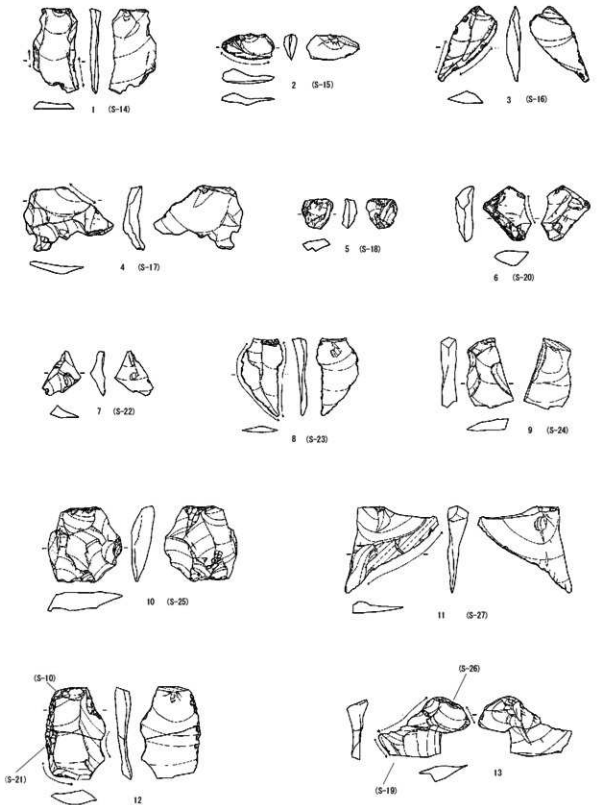 1 (S-14)
2 (S-15)
3 (S-16)
4 (S-17)
5 (S-18)
6 (S-20)
7 (S-22)
8 (S-23)
9 (S-24)
10 (S-25)
11 (S-27)
(S-10)
(S-21)
12
(S-26)
(S-19)
13